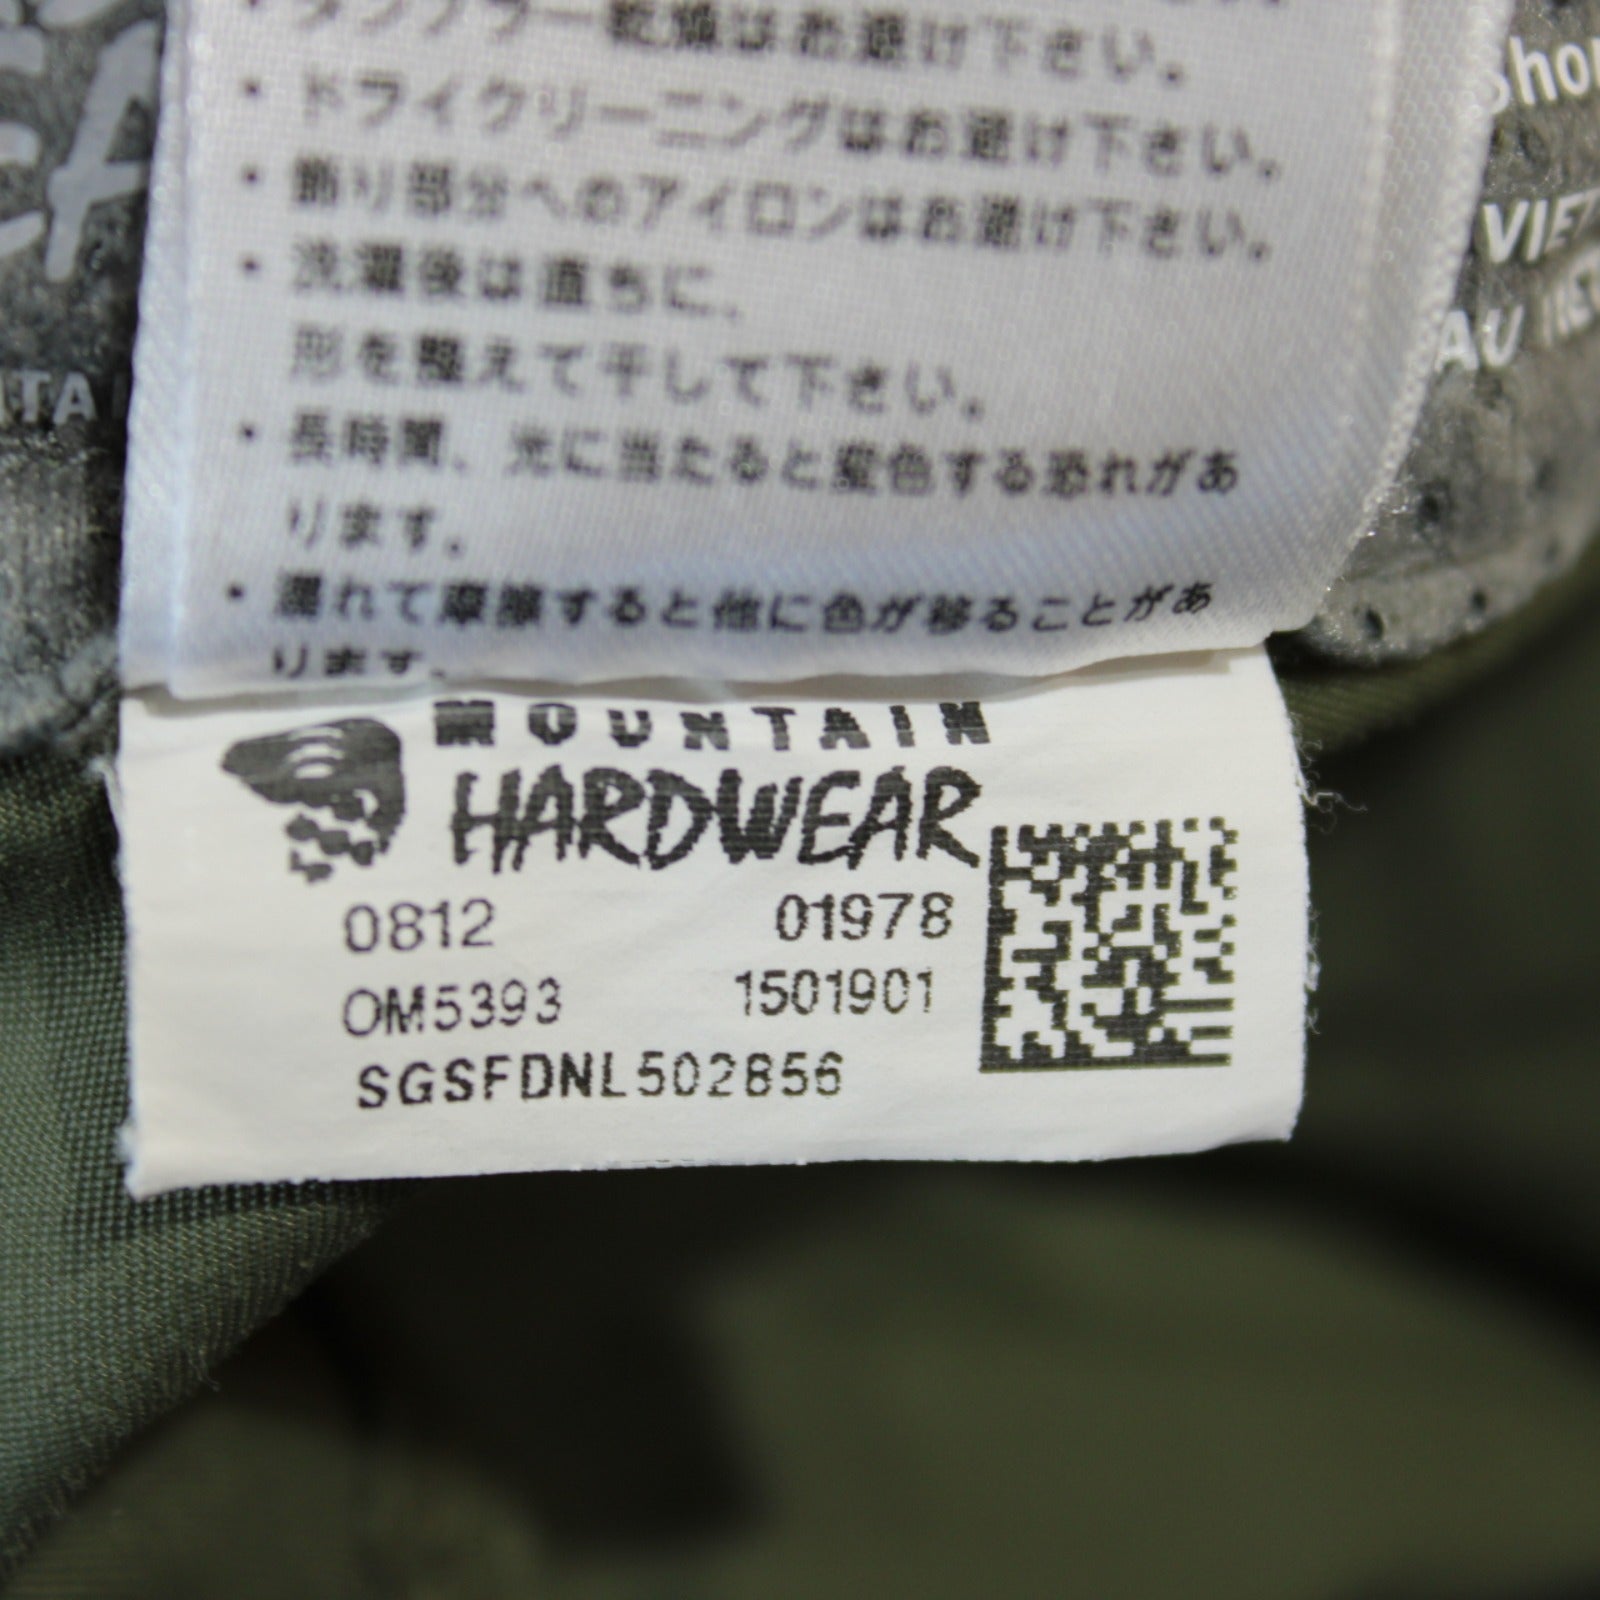 タンブラー乾燥はお避け下さい。
・ドライクリーニングはお避け下さい。
・飾り部分へのアイロンはお避け下さい。
・洗濯後は直ちに、
形を整えて干して下さい。
・長時間、光に当たると変色する恐れがあ
ります。
・濡れて摩擦すると他に色が移ることがあ
ります。
MOUNTAIN
HARDWEAR
0812 01978
OM5393 1501901
SGSFDNL502856
Shor
VIET
AU